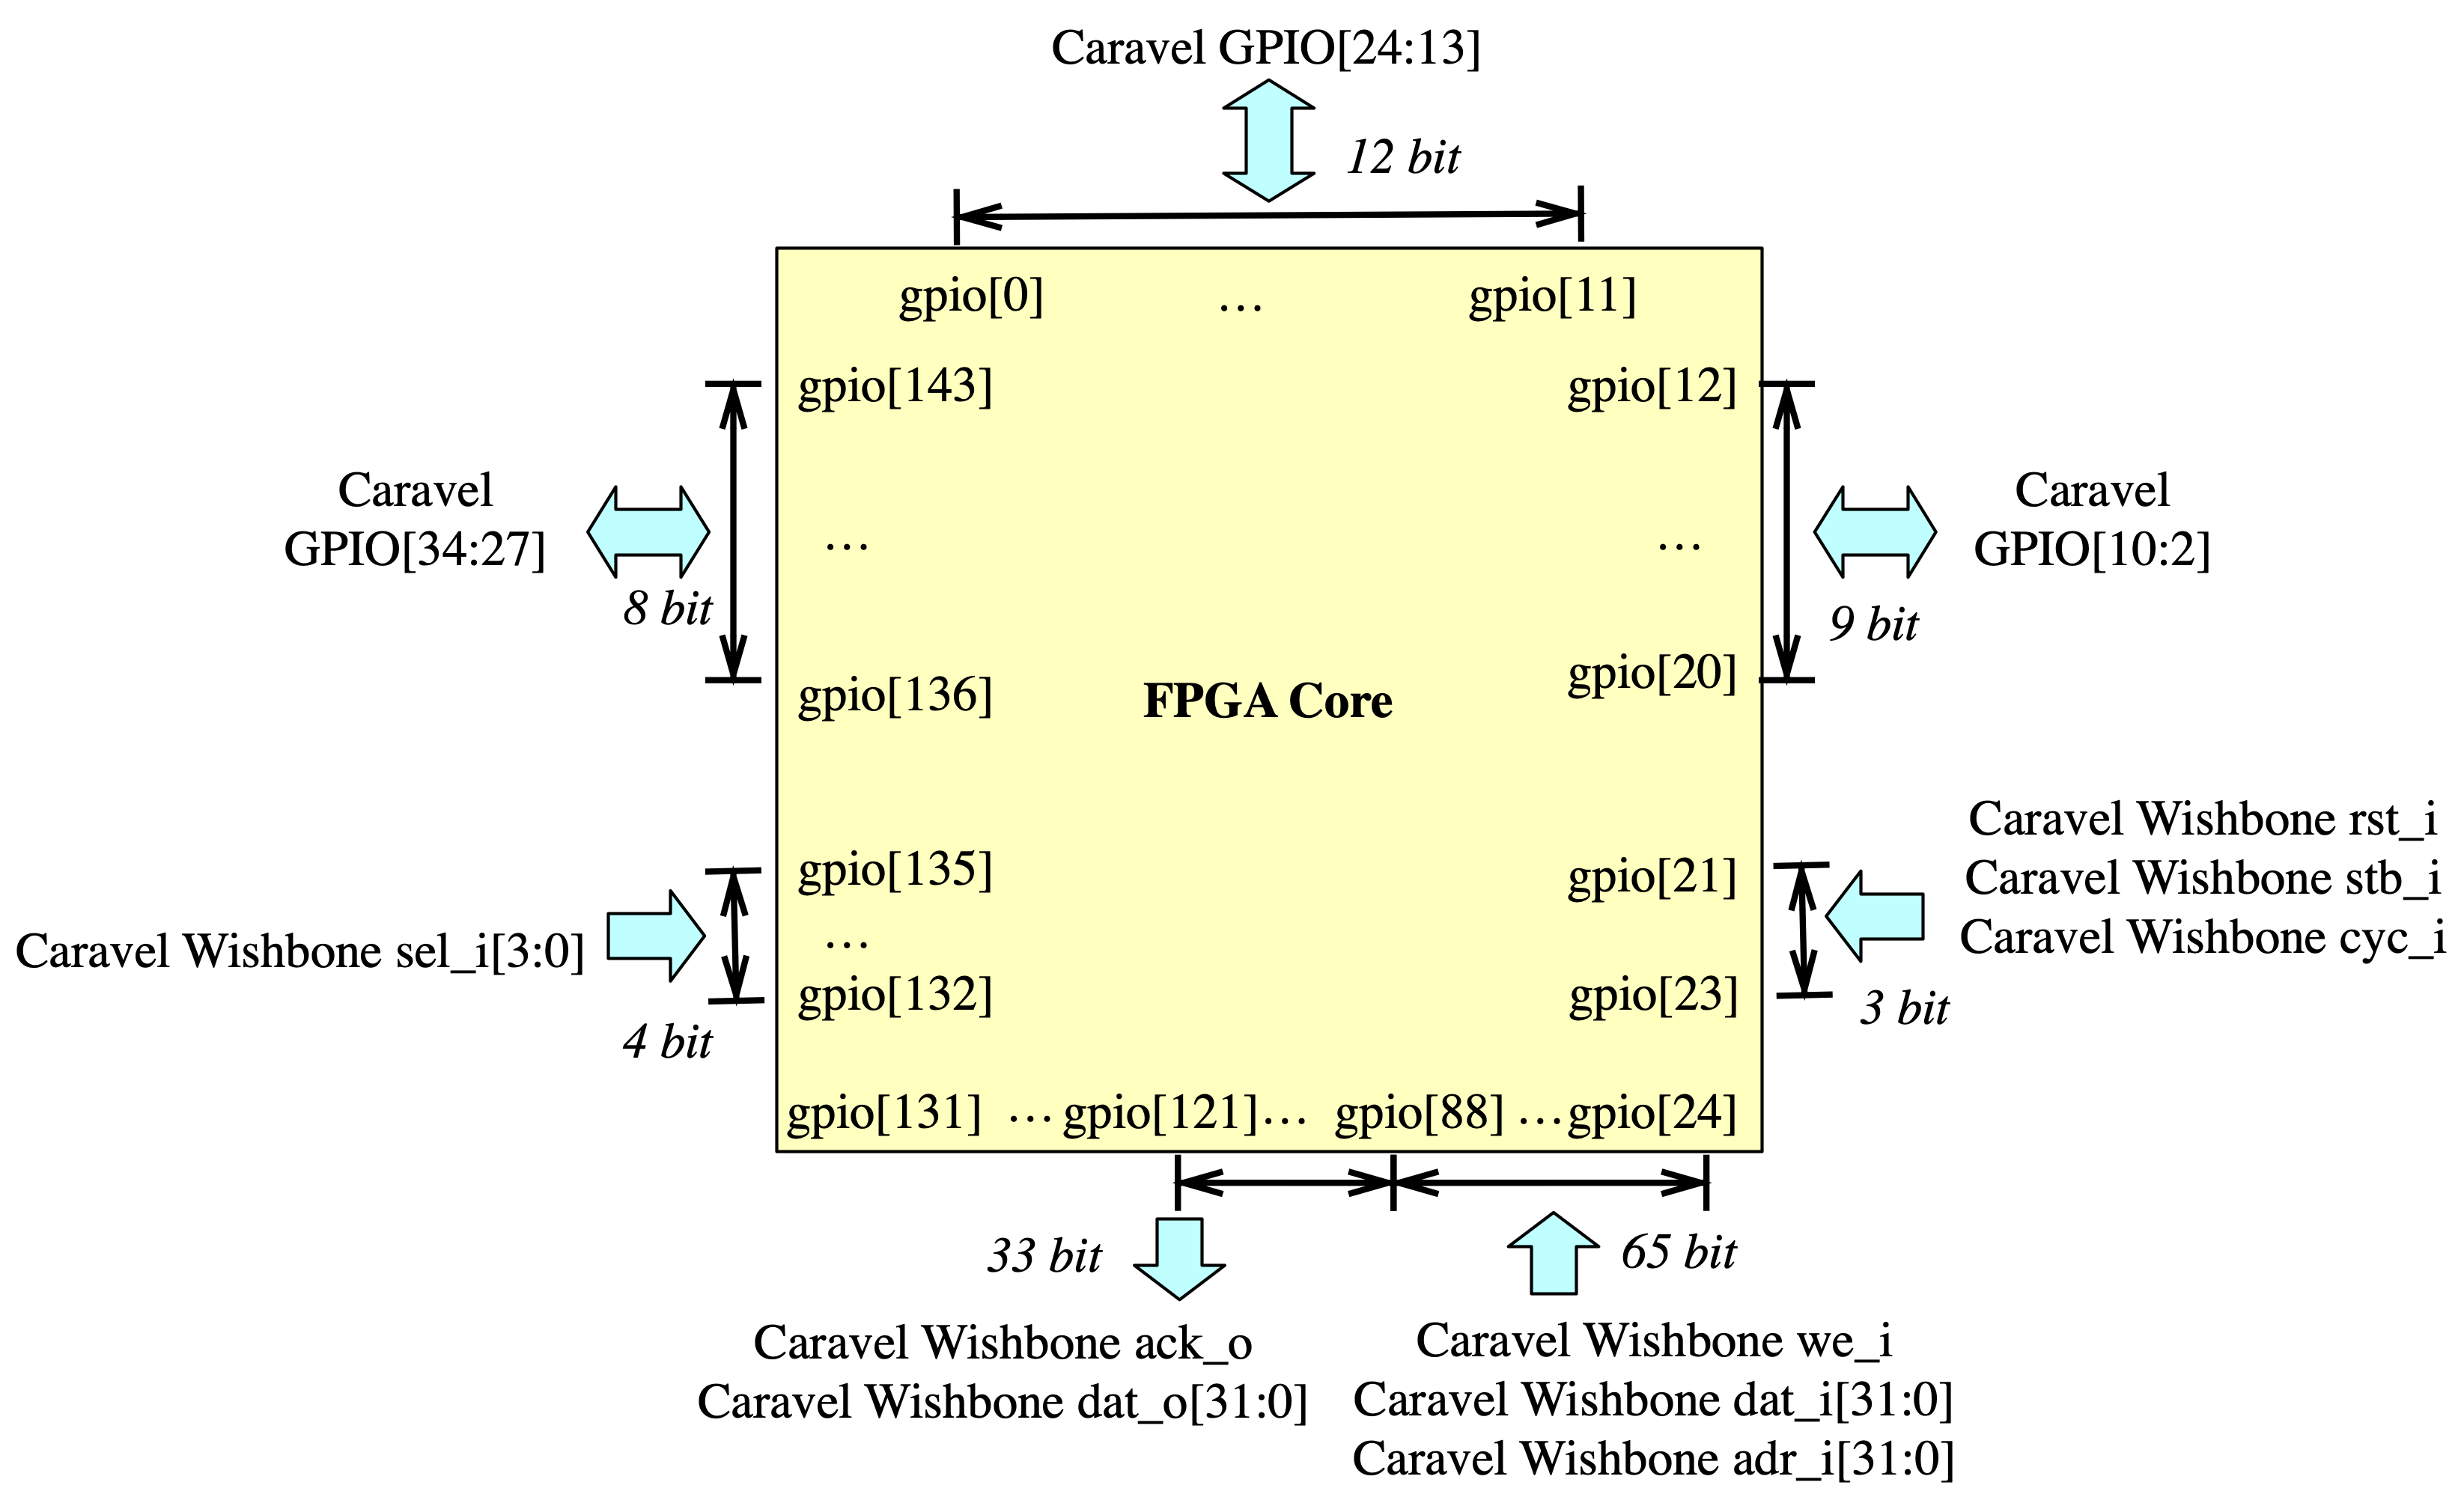 Caravel GPIO[24:13]
12 bit
gpio[0] … gpio[11]
gpio[143] gpio[12]
Caravel
GPIO[34:27]
8 bit
… …
Caravel
GPIO[10:2]
9 bit
gpio[136] FPGA Core gpio[20]
Caravel Wishbone sel_i[3:0]
4 bit
gpio[135] gpio[21]
…
gpio[132] gpio[23]
Caravel Wishbone rst_i
Caravel Wishbone stb_i
Caravel Wishbone cyc_i
3 bit
gpio[131] …gpio[121]… gpio[88] …gpio[24]
33 bit
Caravel Wishbone ack_o
Caravel Wishbone dat_o[31:0]
65 bit
Caravel Wishbone we_i
Caravel Wishbone dat_i[31:0]
Caravel Wishbone adr_i[31:0]